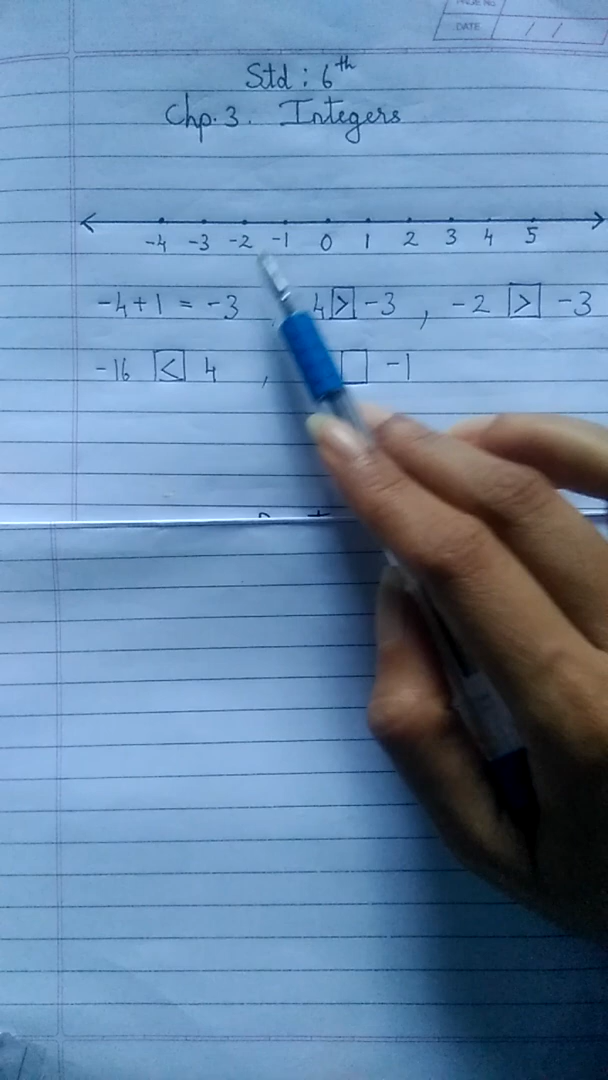 DATE / /
Std : 6th
Chp. 3. Integers
-4 -3 -2 -1 0 1 2 3 4 5
-4+1 = -3 4 > -3 , -2 > -3
-16 < 4 , □ -1